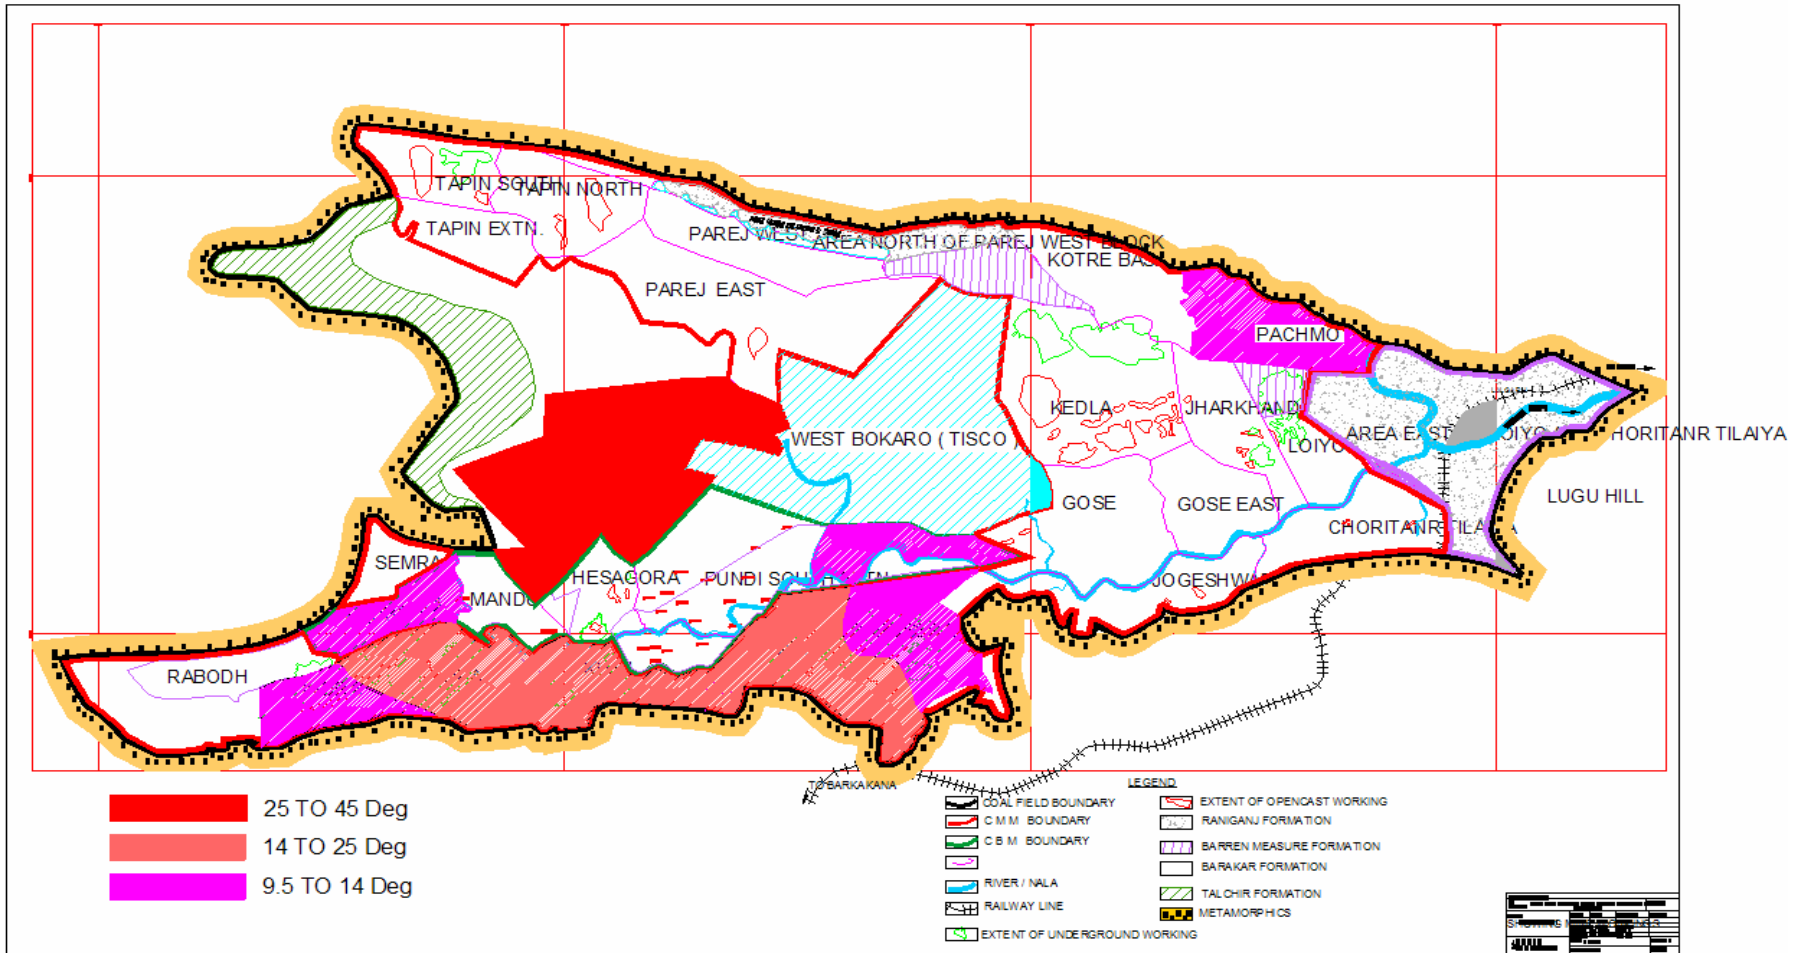 TAPIN SOUTH
TAPIN NORTH
TAPIN EXTN.
PAREJ WEST
AREA NORTH OF PAREJ WEST BLOCK
KOTRE BAS
PAREJ EAST
PACHMO
KEDLA
JHARKHAND
WEST BOKARO ( TISCO )
LOIYO
AREA EAST
HORITANR TILAIYA
GOSE
GOSE EAST
LUGU HILL
CHORITANR TILAIYA
SEMRA
MANDU
HESAGORA
PUNDI SOUTH
JOGESHWAR
RABODH
TO BARKAKANA
25 TO 45 Deg
14 TO 25 Deg
9.5 TO 14 Deg
LEGEND
COAL FIELD BOUNDARY
C M M BOUNDARY
C B M BOUNDARY
RIVER / NALA
RAILWAY LINE
EXTENT OF UNDERGROUND WORKING
EXTENT OF OPENCAST WORKING
RANIGANJ FORMATION
BARREN MEASURE FORMATION
BARAKAR FORMATION
TALCHIR FORMATION
METAMORPHICS